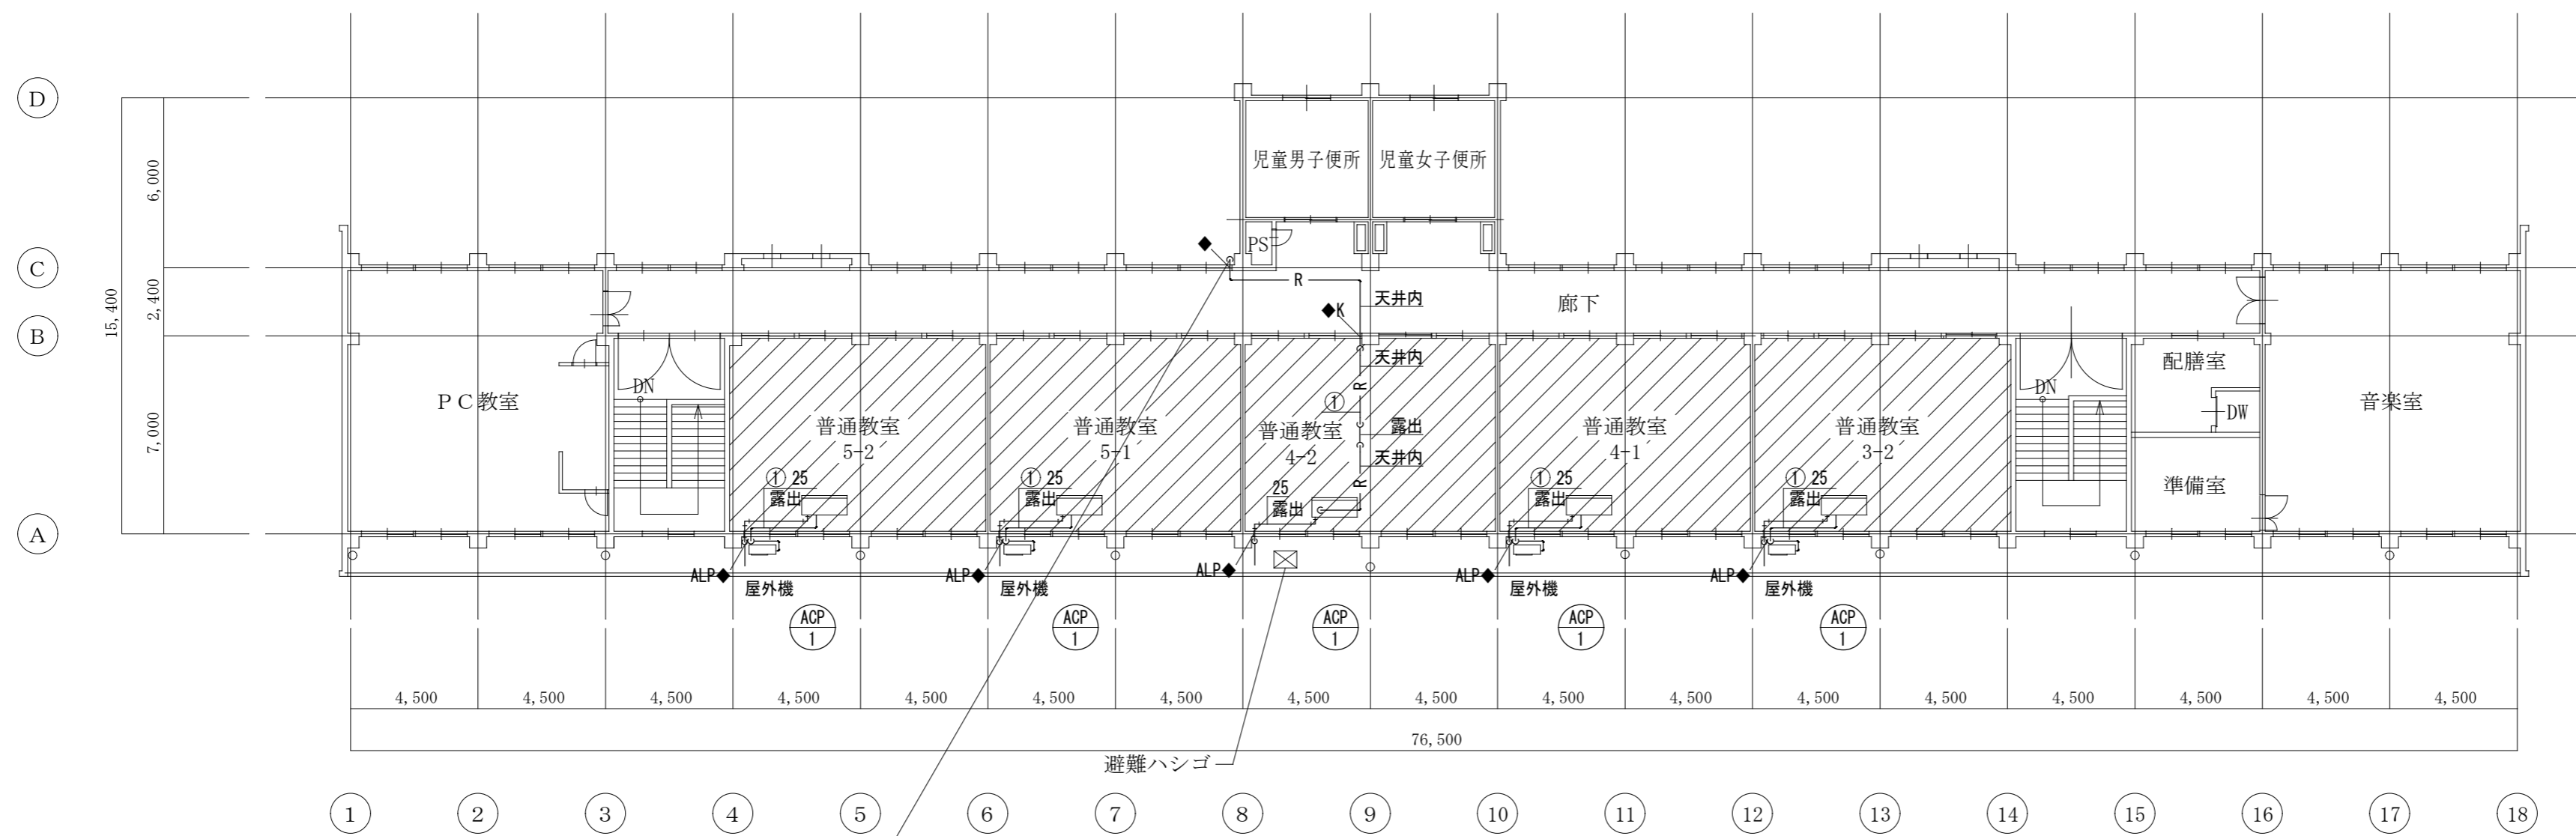 D
児童男子便所
児童女子便所
6,000
PS
C
R
天井内
廊下
2,400
15,400
K
B
天井内
配膳室
DN
DN
R
PC教室
①
DW
音楽室
普通教室
5-2
普通教室
5-1
普通教室
4-2
露出
普通教室
4-1
普通教室
3-2
7,000
天井内
① 25
露出
① 25
露出
25
露出
R
① 25
露出
① 25
露出
準備室
A
ALP
ALP
ALP
ALP
ALP
屋外機
屋外機
屋外機
屋外機
ACP
1
ACP
1
ACP
1
ACP
1
ACP
1
4,500 4,500 4,500 4,500 4,500 4,500 4,500 4,500 4,500 4,500 4,500 4,500 4,500 4,500 4,500 4,500 4,500
76,500
避難ハシゴ
1 2 3 4 5 6 7 8 9 10 11 12 13 14 15 16 17 18